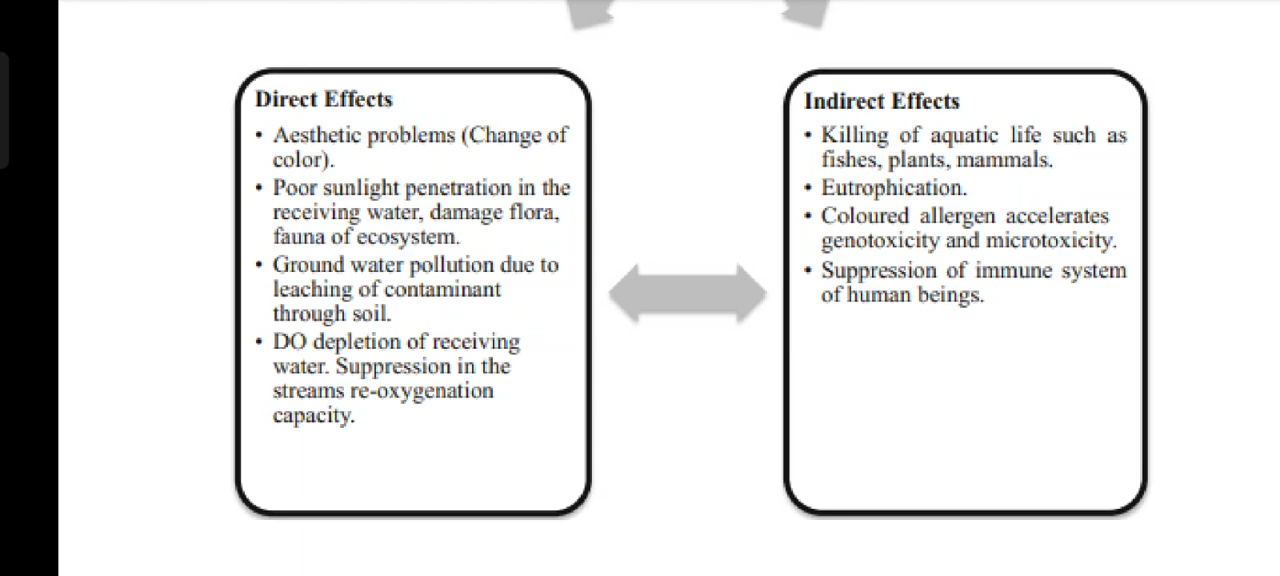 Direct Effects
• Aesthetic problems (Change of
color).
• Poor sunlight penetration in the
receiving water, damage flora,
fauna of ecosystem.
• Ground water pollution due to
leaching of contaminant
through soil.
• DO depletion of receiving
water. Suppression in the
streams re-oxygenation
capacity.
Indirect Effects
• Killing of aquatic life such as
fishes, plants, mammals.
• Eutrophication.
• Coloured allergen accelerates
genotoxicity and microtoxicity.
• Suppression of immune system
of human beings.